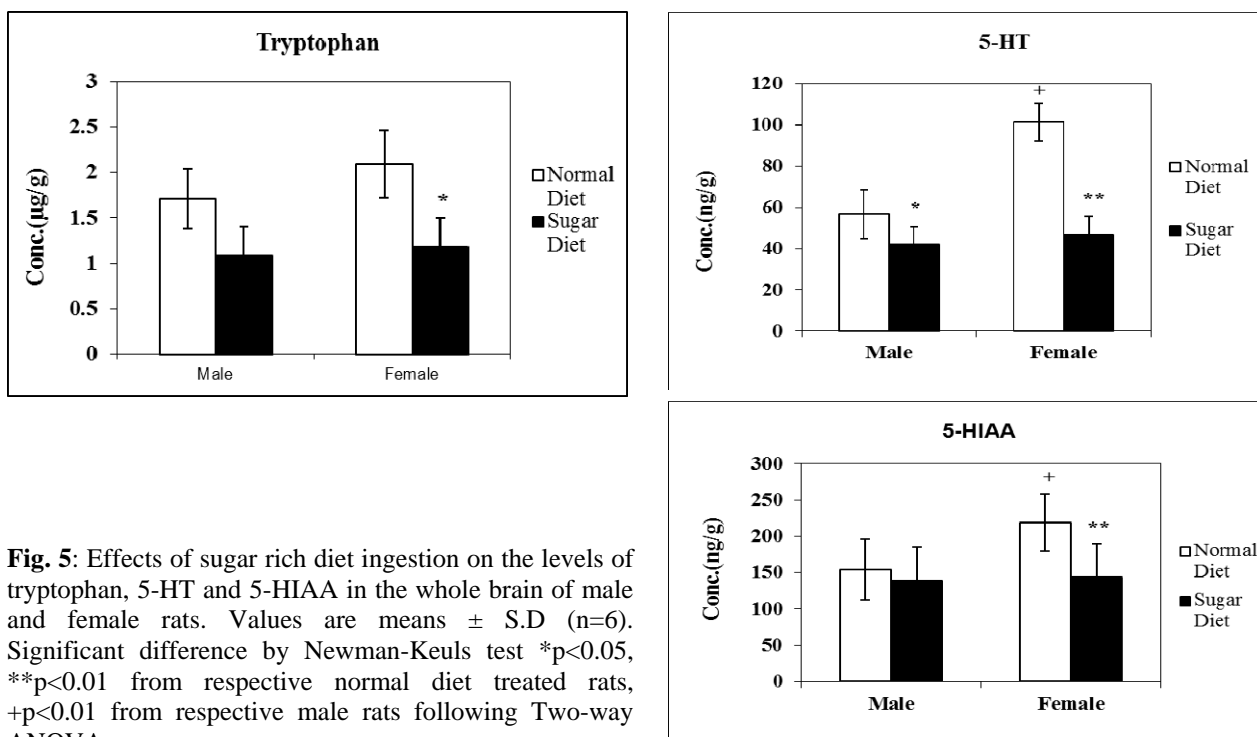 Tryptophan
3
2.5
2
1.5
1
0.5
0
Conc.(µg/g)
*
Male
Female
Normal
Diet
Sugar
Diet
5-HT
120
100
80
60
40
20
0
Conc.(ng/g)
+
*
**
Male
Female
Normal
Diet
Sugar
Diet
5-HIAA
300
250
200
150
100
50
0
Conc.(ng/g)
+
**
Male
Female
Normal
Diet
Sugar
Diet
Fig. 5: Effects of sugar rich diet ingestion on the levels of
tryptophan, 5-HT and 5-HIAA in the whole brain of male
and female rats. Values are means ± S.D (n=6).
Significant difference by Newman-Keuls test *p<0.05,
**p<0.01 from respective normal diet treated rats,
+p<0.01 from respective male rats following Two-way
ANOVA